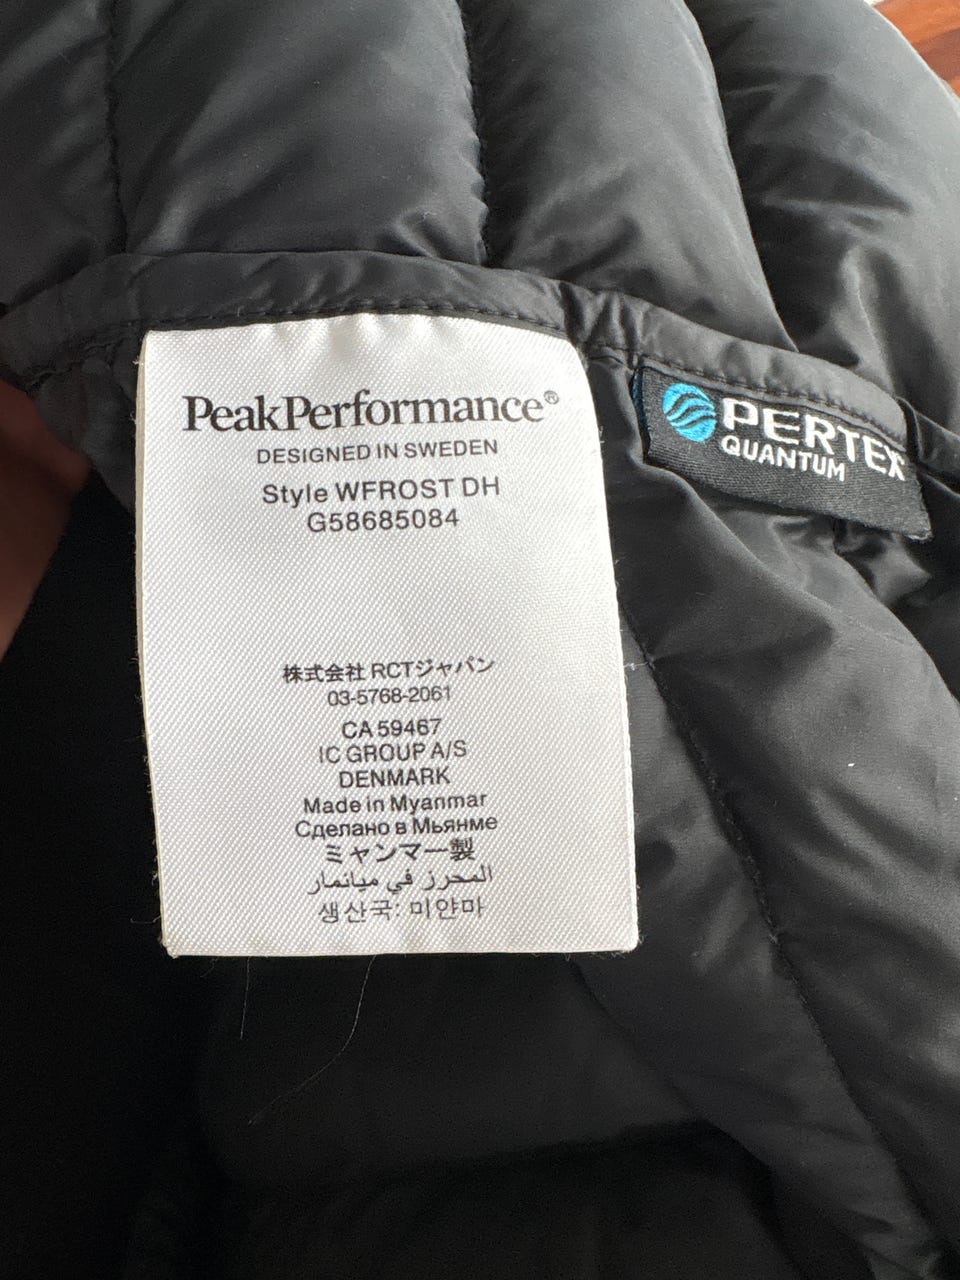 PeakPerformance®
DESIGNED IN SWEDEN
Style WFROST DH
G58685084
株式会社 RCTジャパン
03-5768-2061
CA 59467
IC GROUP A/S
DENMARK
Made in Myanmar
Сделано в Мьянме
ミャンマー製
المحرز في ميانمار
생산국: 미얀마
PERTEX
QUANTUM